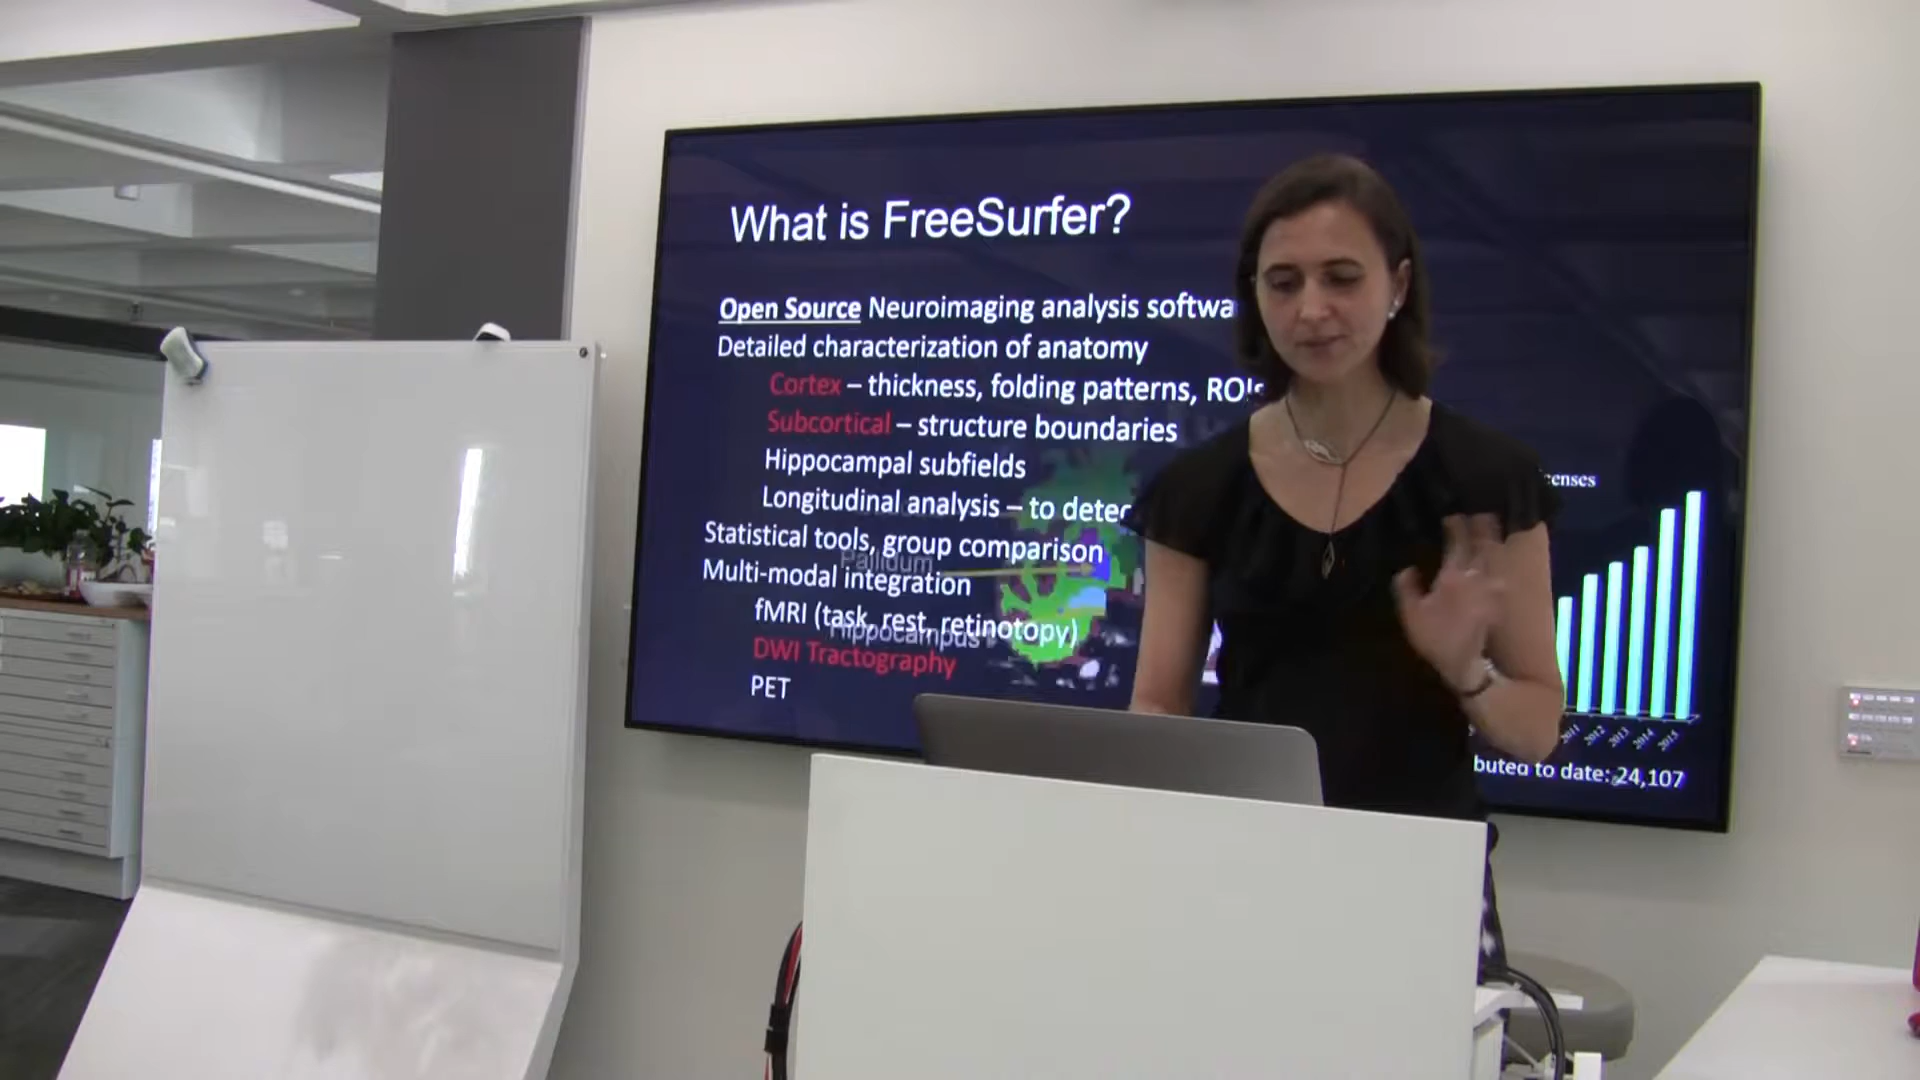 What is FreeSurfer?
Open Source Neuroimaging analysis softwa
Detailed characterization of anatomy
Cortex – thickness, folding patterns, ROIs
Subcortical – structure boundaries
Hippocampal subfields
Longitudinal analysis – to detec
Statistical tools, group comparison
Pallidum
Multi-modal integration
fMRI (task, rest, retinotopy)
Hippocampus
DWI Tractography
PET
censes
2011 2012 2013 2014 2015
buted to date: 24,107